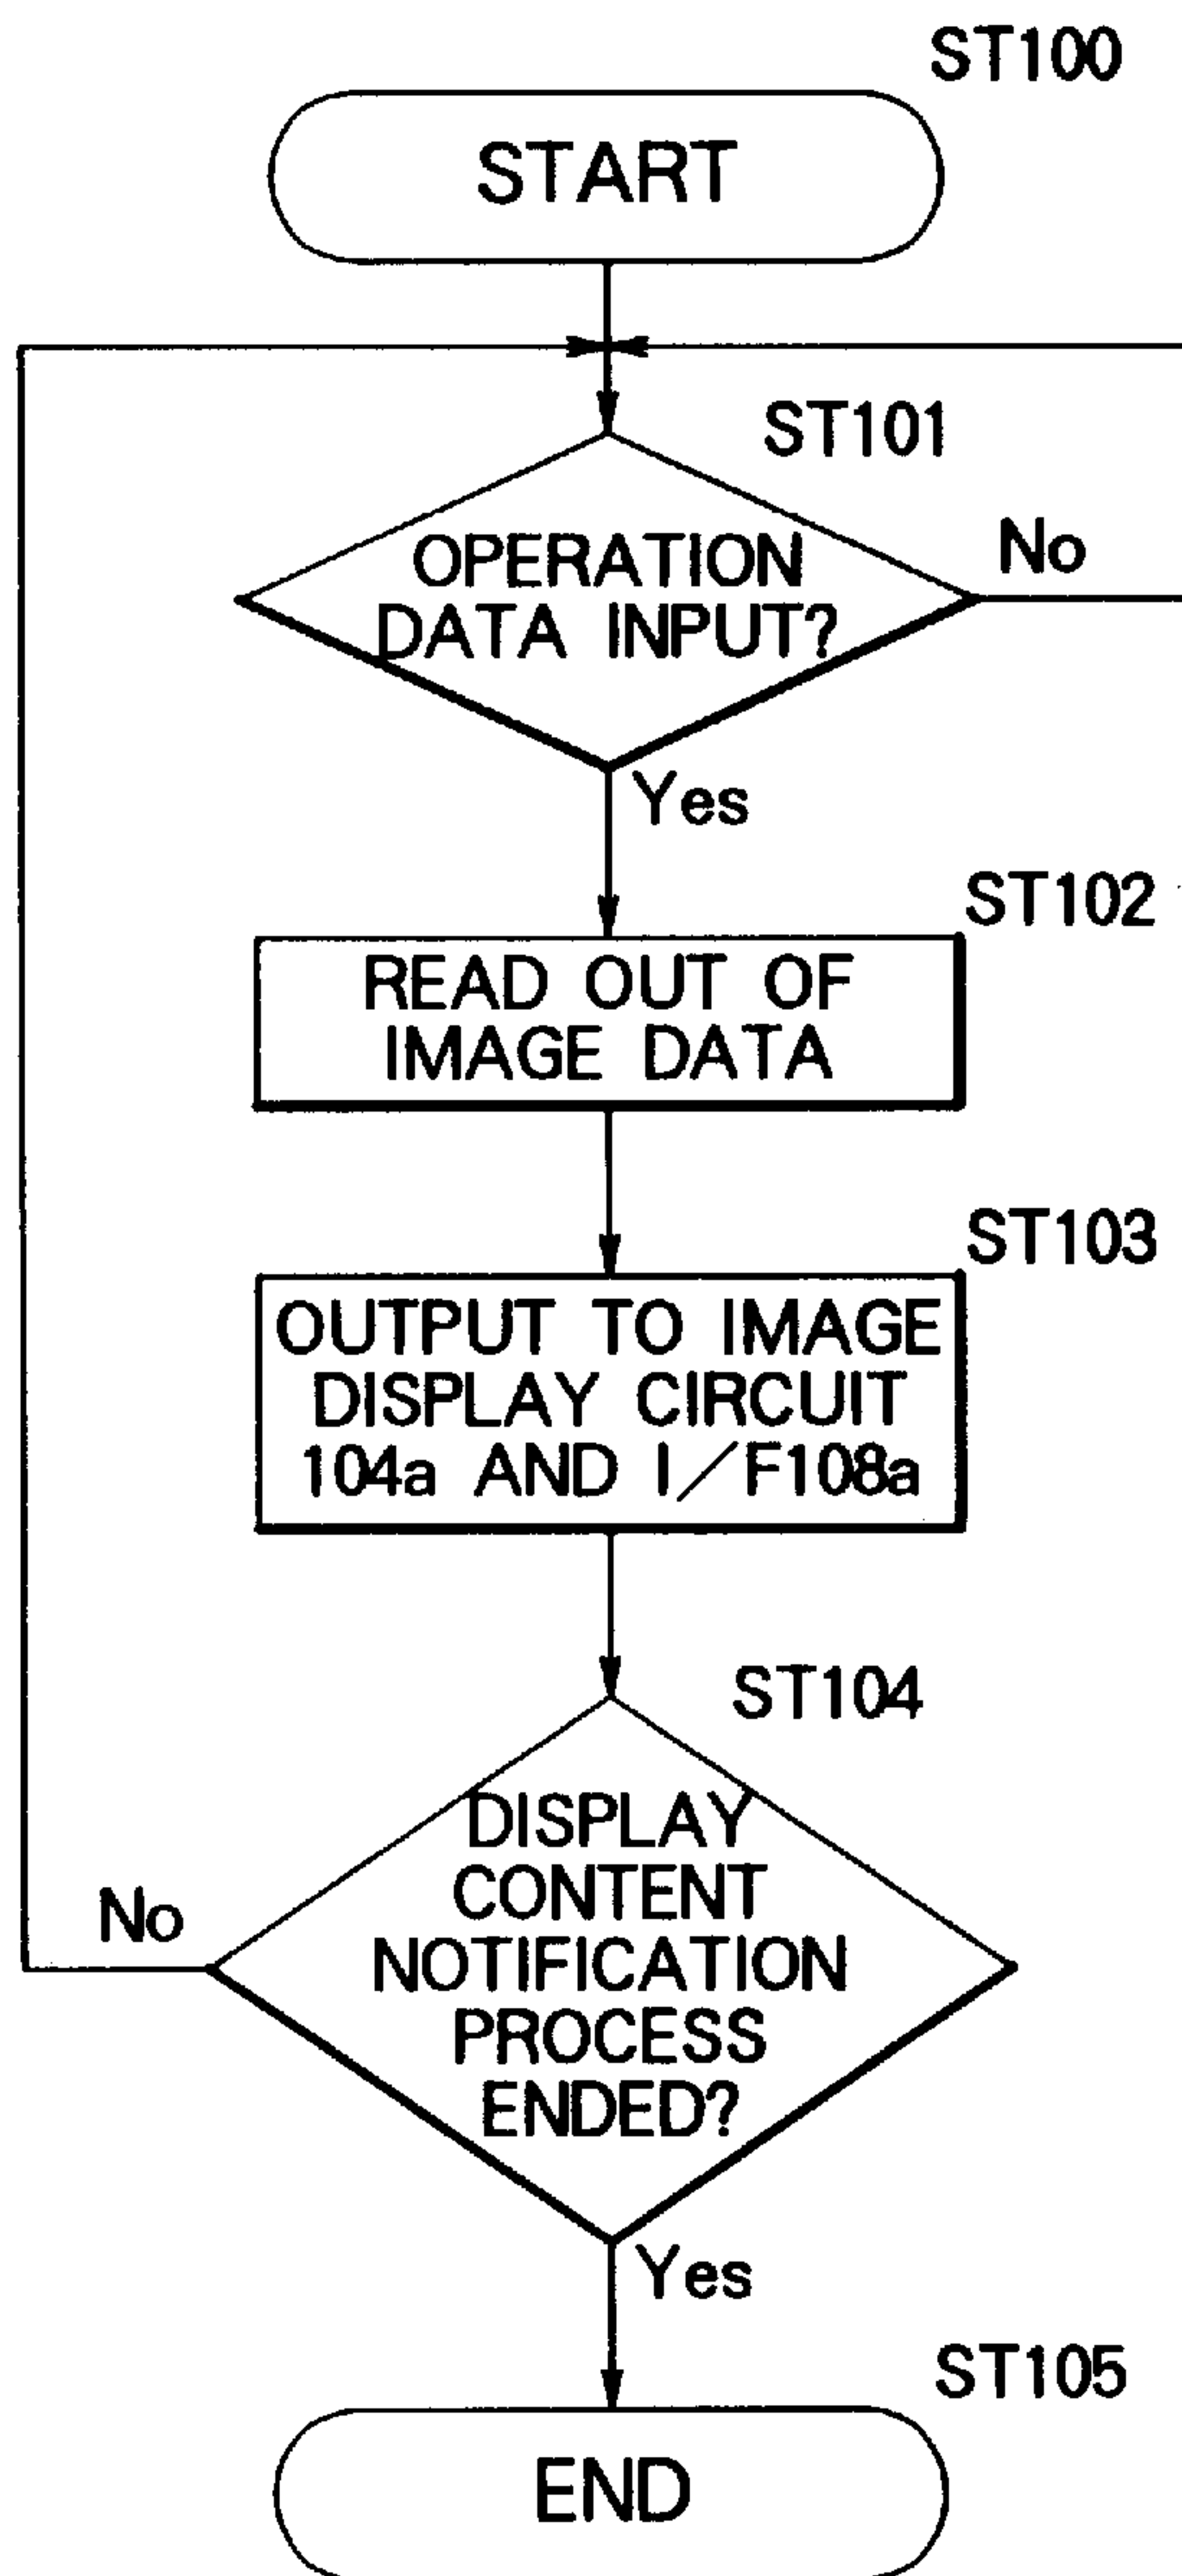 ST100
START
ST101
OPERATION
DATA INPUT?
No
Yes
ST102
READ OUT OF
IMAGE DATA
ST103
OUTPUT TO IMAGE
DISPLAY CIRCUIT
104a AND I/F108a
ST104
DISPLAY
CONTENT
NOTIFICATION
PROCESS
ENDED?
No
Yes
ST105
END